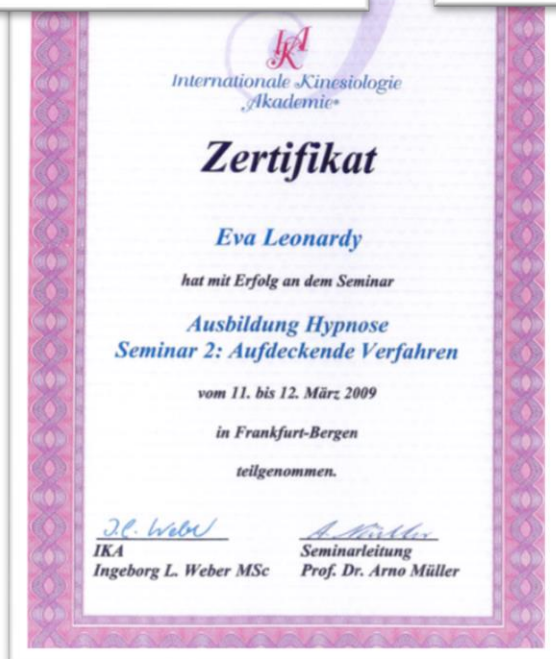 IKA
Internationale Kinesiologie
Akademie®
Zertifikat
Eva Leonardy
hat mit Erfolg an dem Seminar
Ausbildung Hypnose
Seminar 2: Aufdeckende Verfahren
vom 11. bis 12. März 2009
in Frankfurt-Bergen
teilgenommen.
I.L. Weber A. Müller
IKA Seminarleitung
Ingeborg L. Weber MSc Prof. Dr. Arno Müller